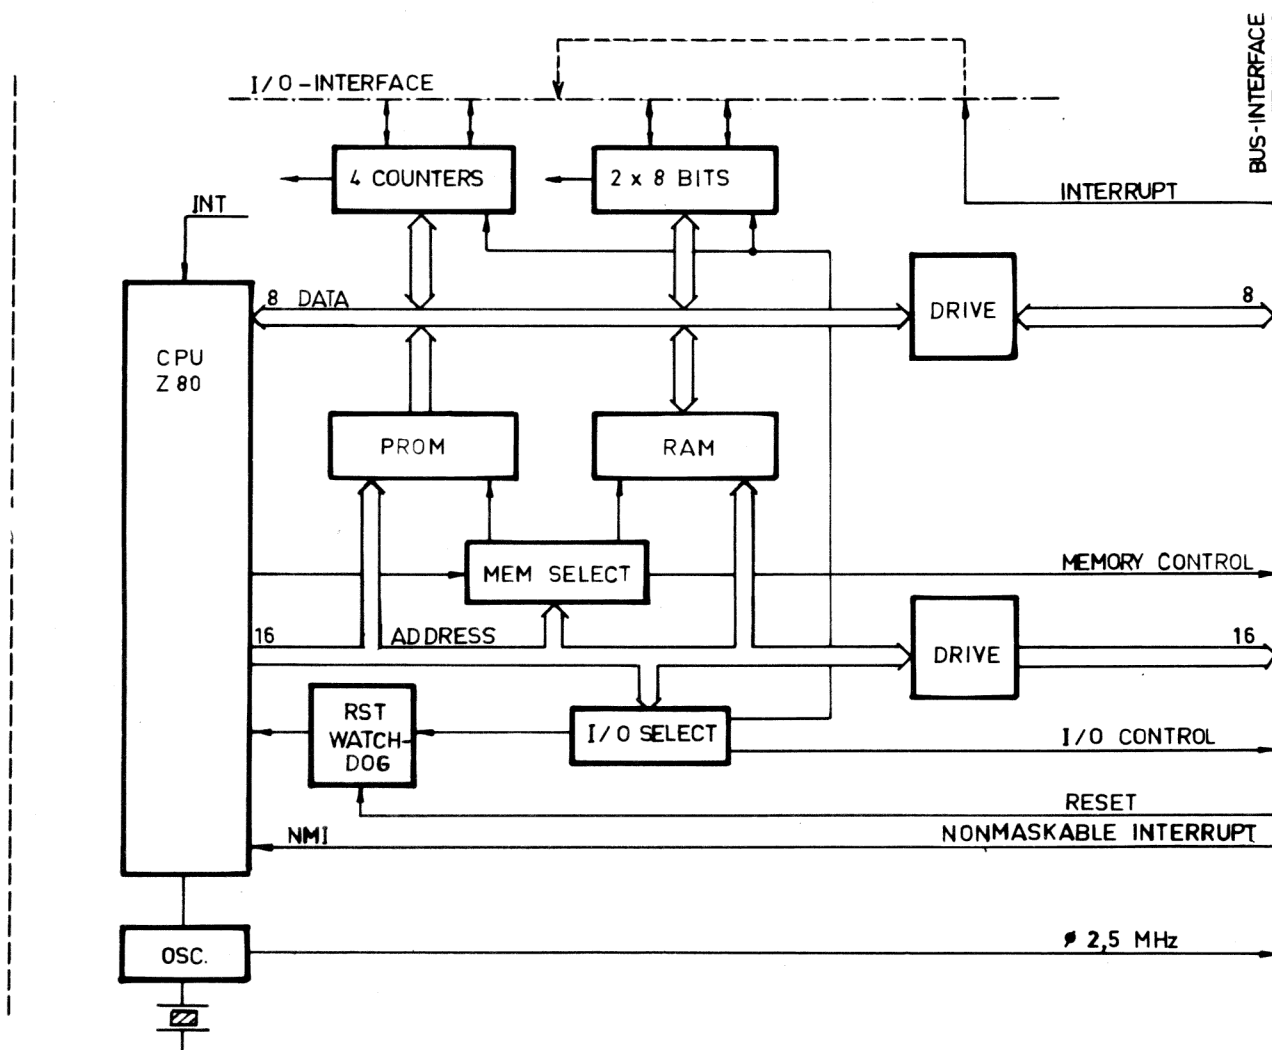 BUS-INTERFACE
I/O-INTERFACE
4 COUNTERS
2 x 8 BITS
INTERRUPT
INT
8 DATA
DRIVE
8
CPU
Z 80
PROM
RAM
MEM SELECT
MEMORY CONTROL
16
ADDRESS
DRIVE
16
RST
WATCH-
DOG
I/O SELECT
I/O CONTROL
RESET
NMI
NONMASKABLE INTERRUPT
OSC.
ø 2,5 MHz